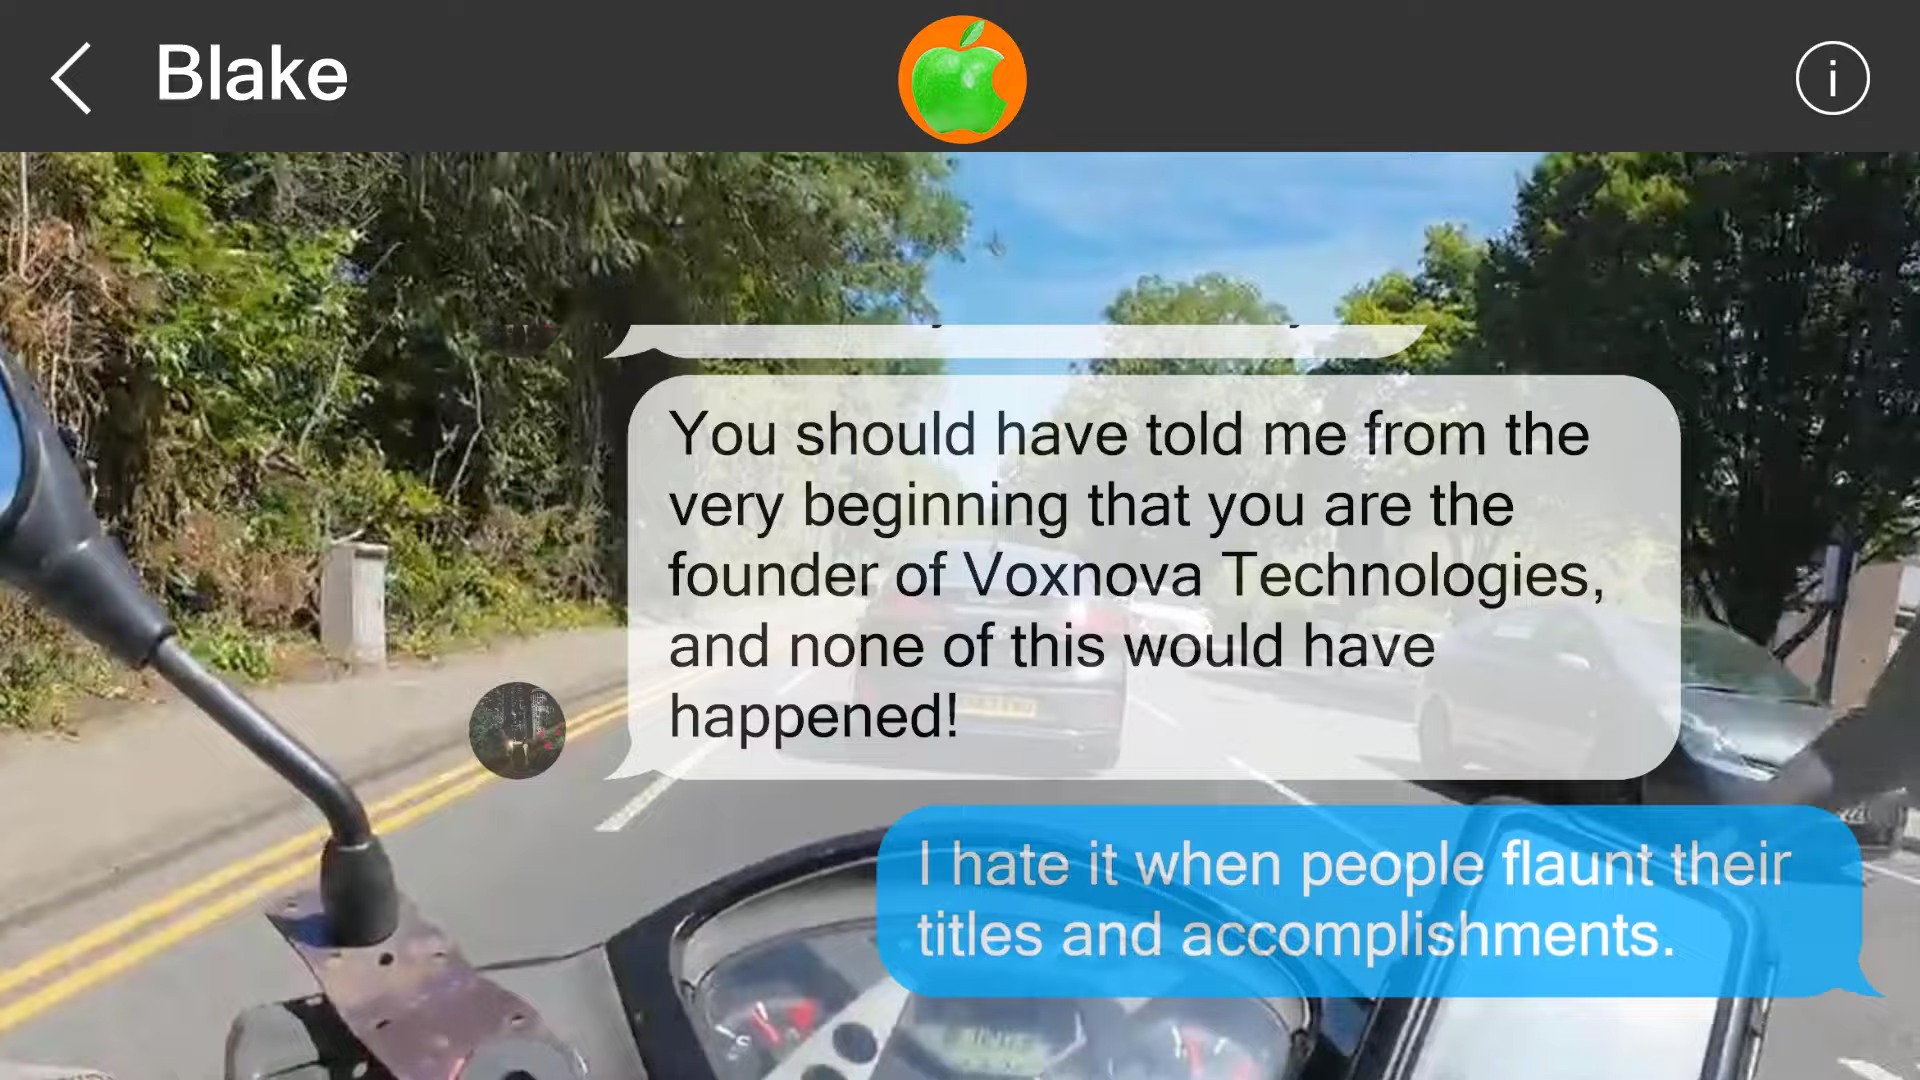 Blake
i
You should have told me from the
very beginning that you are the
founder of Voxnova Technologies,
and none of this would have
happened!
I hate it when people flaunt their
titles and accomplishments.